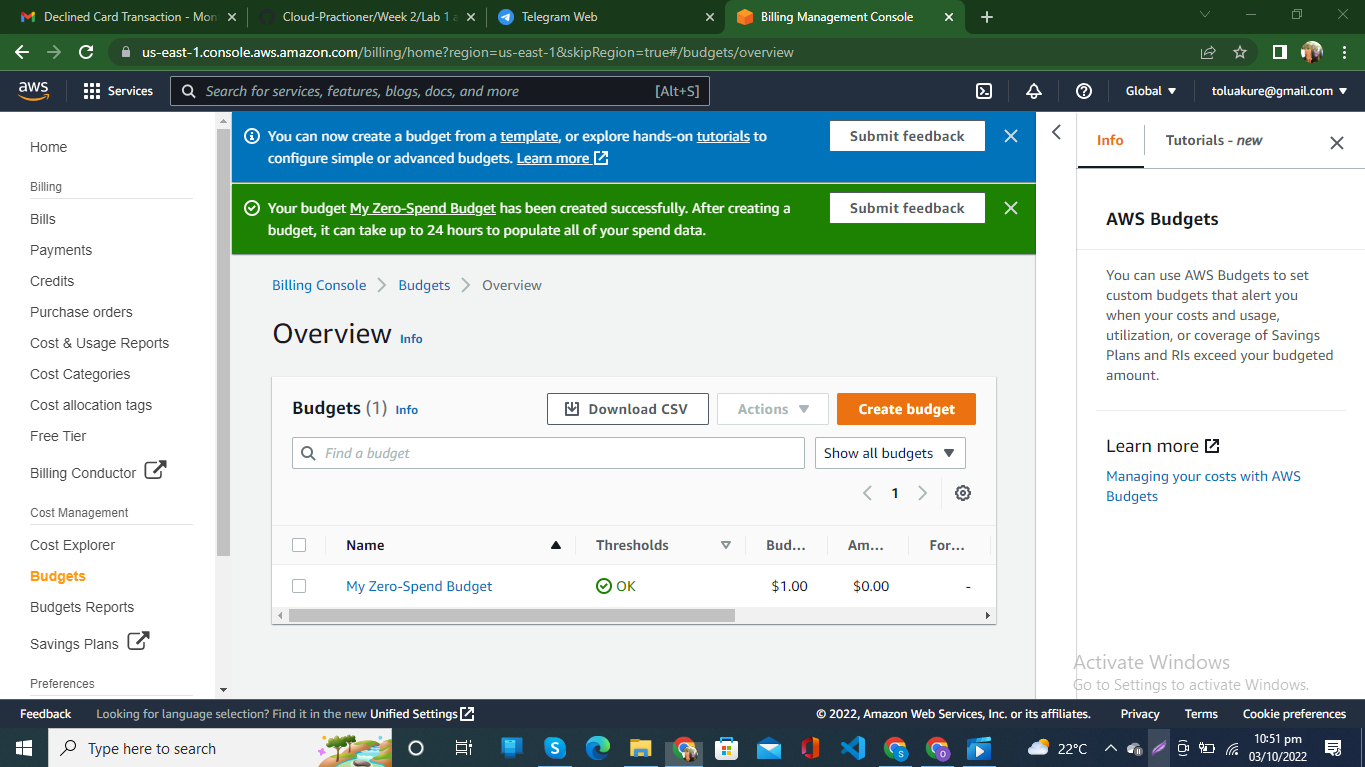 Declined Card Transaction - Mon
Cloud-Practioner/Week 2/Lab 1 a
Telegram Web
Billing Management Console
us-east-1.console.aws.amazon.com/billing/home?region=us-east-1&skipRegion=true#/budgets/overview
aws
Services
Search for services, features, blogs, docs, and more
[Alt+S]
Global
toluakure@gmail.com
Home
Billing
Bills
Payments
Credits
Purchase orders
Cost & Usage Reports
Cost Categories
Cost allocation tags
Free Tier
Billing Conductor
Cost Management
Cost Explorer
Budgets
Budgets Reports
Savings Plans
Preferences
You can now create a budget from a template, or explore hands-on tutorials to
configure simple or advanced budgets. Learn more
Submit feedback
Your budget My Zero-Spend Budget has been created successfully. After creating a
budget, it can take up to 24 hours to populate all of your spend data.
Submit feedback
Billing Console
Budgets
Overview
Overview Info
Budgets (1) Info
Download CSV
Actions
Create budget
Find a budget
Show all budgets
1
Name
Thresholds
Bud...
Am...
For...
My Zero-Spend Budget
OK
$1.00
$0.00
-
Info
Tutorials - new
AWS Budgets
You can use AWS Budgets to set
custom budgets that alert you
when your costs and usage,
utilization, or coverage of Savings
Plans and RIs exceed your budgeted
amount.
Learn more
Managing your costs with AWS
Budgets
Activate Windows
Go to Settings to activate Windows.
Feedback
Looking for language selection? Find it in the new Unified Settings
© 2022, Amazon Web Services, Inc. or its affiliates.
Privacy
Terms
Cookie preferences
Type here to search
22°C
10:51 pm
03/10/2022